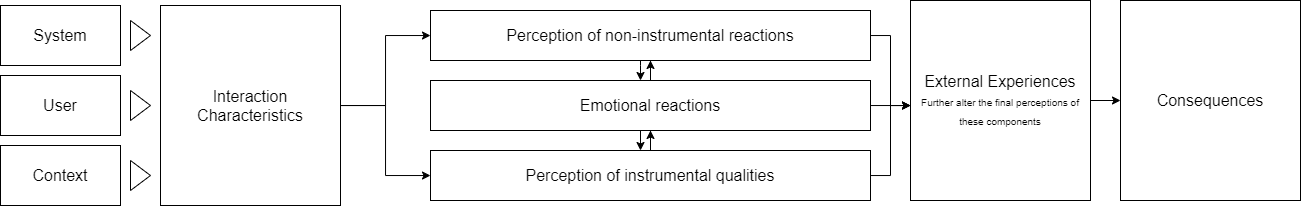 System
User
Context
Interaction
Characteristics
Perception of non-instrumental reactions
Emotional reactions
Perception of instrumental qualities
External Experiences
Further alter the final perceptions of
these components
Consequences